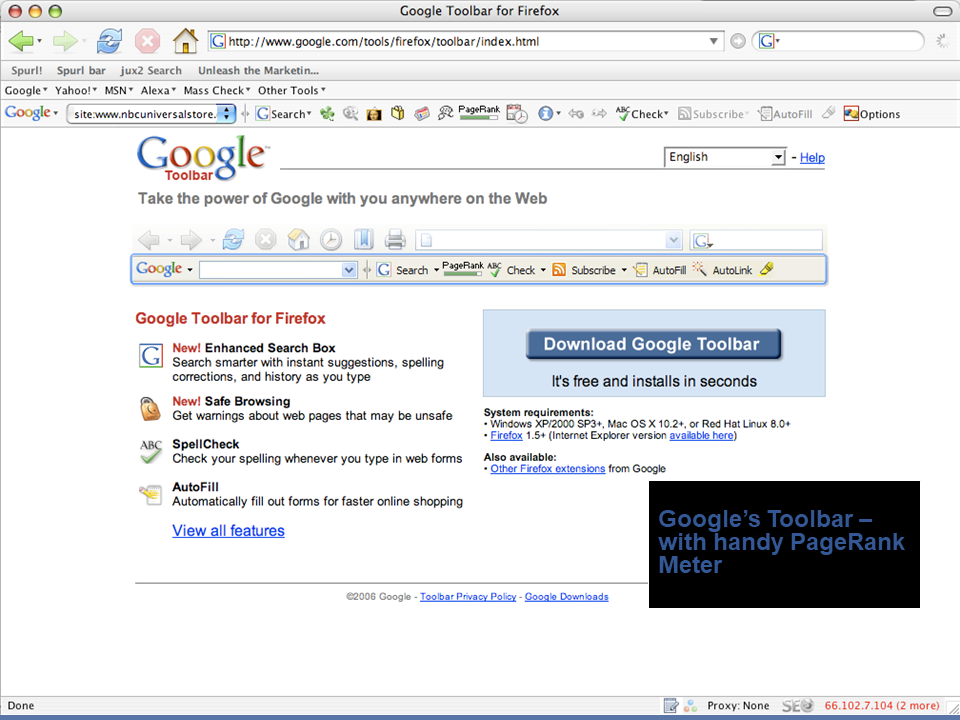 Google Toolbar for Firefox
G http://www.google.com/tools/firefox/toolbar/index.html G
Spurl! Spurl bar jux2 Search Unleash the Marketin...
Google Yahoo! MSN Alexa Mass Check Other Tools
Google site:www.nbcuniversalstore. G Search PageRank ABC Check Subscribe AutoFill Options
Google™
Toolbar
English - Help
Take the power of Google with you anywhere on the Web
G
Google G Search PageRank ABC Check Subscribe AutoFill AutoLink
Google Toolbar for Firefox
G New! Enhanced Search Box
Search smarter with instant suggestions, spelling
corrections, and history as you type
New! Safe Browsing
Get warnings about web pages that may be unsafe
ABC SpellCheck
Check your spelling whenever you type in web forms
AutoFill
Automatically fill out forms for faster online shopping
View all features
Download Google Toolbar
It's free and installs in seconds
System requirements:
• Windows XP/2000 SP3+, Mac OS X 10.2+, or Red Hat Linux 8.0+
• Firefox 1.5+ (Internet Explorer version available here)
Also available:
• Other Firefox extensions from Google
Google's Toolbar –
with handy PageRank
Meter
©2006 Google - Toolbar Privacy Policy - Google Downloads
Done Proxy: None SEO 66.102.7.104 (2 more)